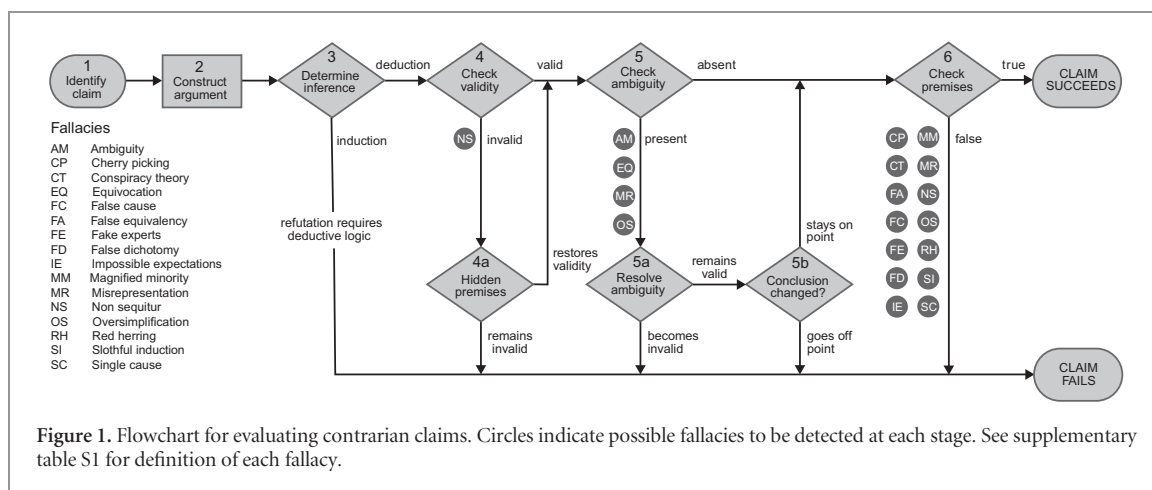 1
Identify
claim
2
Construct
argument
3
Determine
inference
deduction
4
Check
validity
valid
5
Check
ambiguity
absent
6
Check
premises
true
CLAIM
SUCCEEDS
Fallacies
AM Ambiguity
CP Cherry picking
CT Conspiracy theory
EQ Equivocation
FC False cause
FA False equivalency
FE Fake experts
FD False dichotomy
IE Impossible expectations
MM Magnified minority
MR Misrepresentation
NS Non sequitur
OS Oversimplification
RH Red herring
SI Slothful induction
SC Single cause
induction
refutation requires
deductive logic
NS
invalid
4a
Hidden
premises
restores
validity
remains
invalid
AM
present
EQ
MR
OS
5a
Resolve
ambiguity
remains
valid
becomes
invalid
5b
Conclusion
changed?
stays on
point
goes off
point
CP MM
false
CT MR
FA NS
FC OS
FE RH
FD SI
IE SC
CLAIM
FAILS
Figure 1. Flowchart for evaluating contrarian claims. Circles indicate possible fallacies to be detected at each stage. See supplementary
table S1 for definition of each fallacy.